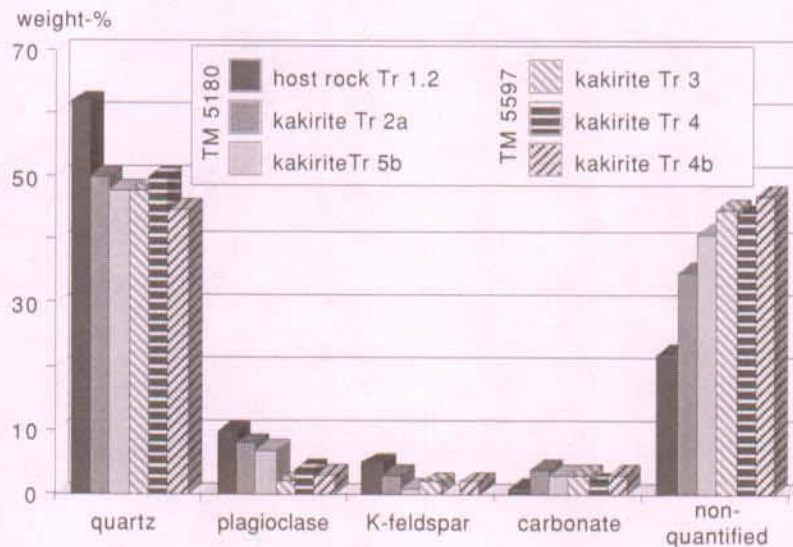 weight-%
70
50
30
10
0
TM 5180
host rock Tr 1.2
kakirite Tr 2a
kakiriteTr 5b
TM 5597
kakirite Tr 3
kakirite Tr 4
kakirite Tr 4b
quartz
plagioclase
K-feldspar
carbonate
non-
quantified